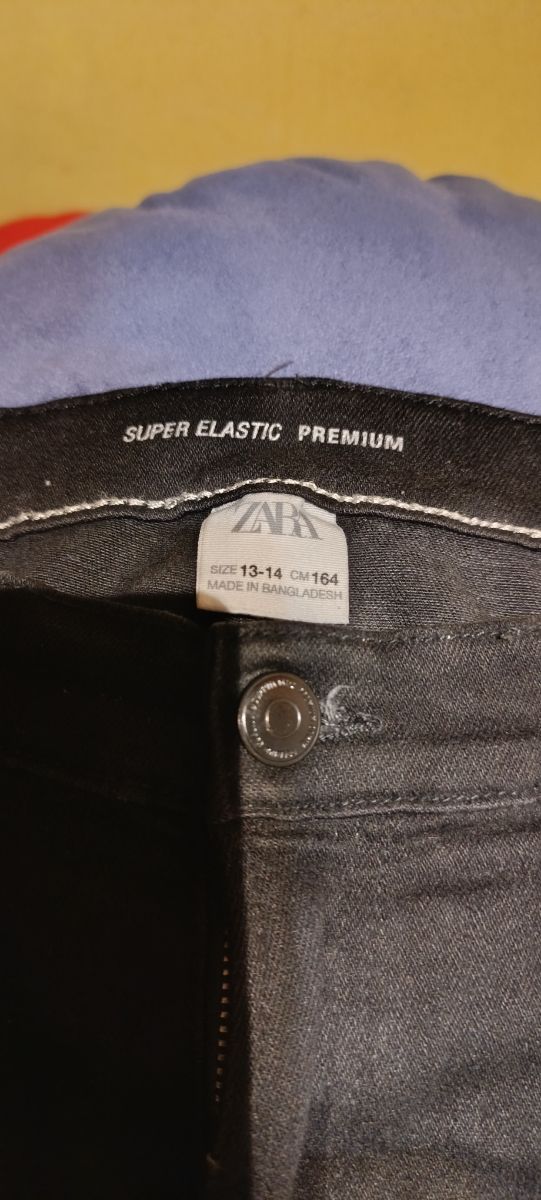 SUPER ELASTIC PREMIUM
ZARA
SIZE 13-14 CM 164
MADE IN BANGLADESH